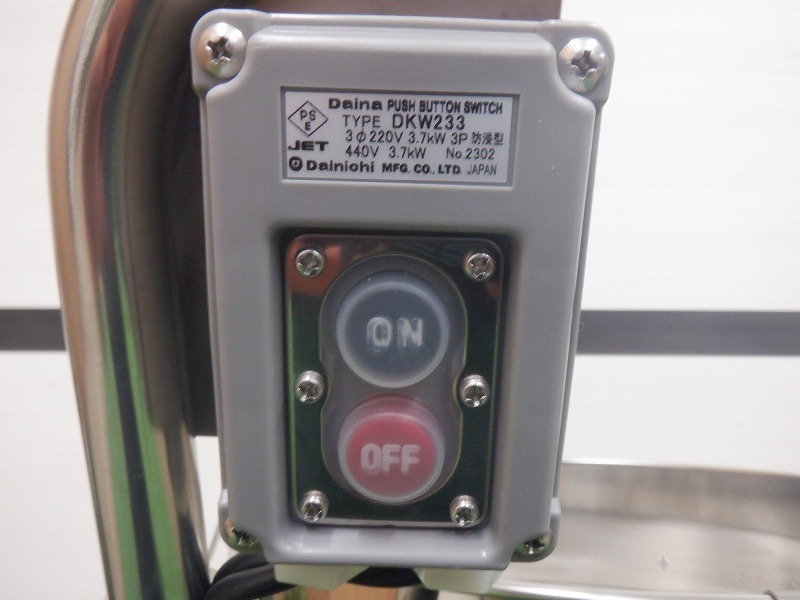 Daina PUSH BUTTON SWITCH
PS
E
TYPE DKW233
JET
3φ220V 3.7kW 3P 防浸型
440V 3.7kW No.2302
Dainichi MFG. CO., LTD. JAPAN
ON
OFF